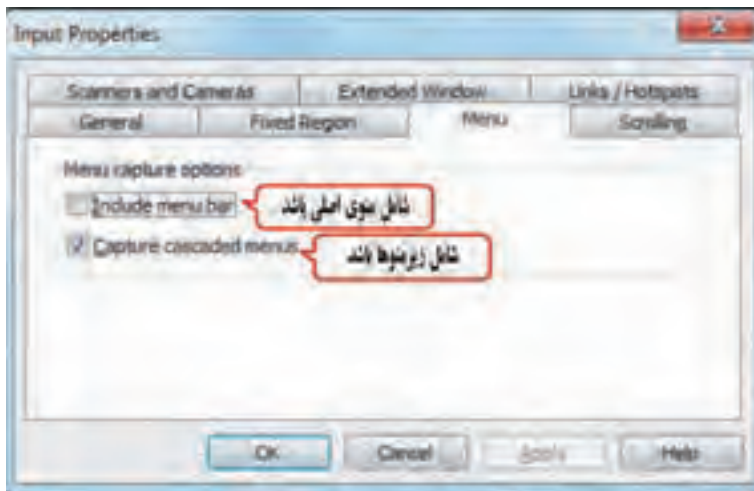 Input Properties
Scanners and Cameras Extended Window Links / Hotspots
General Fixed Region Menu Scrolling
Menu capture options
Include menu bar
شامل منوی اصلی باشد
Capture cascaded menus
شامل زیرمنوها باشد
OK Cancel Apply Help